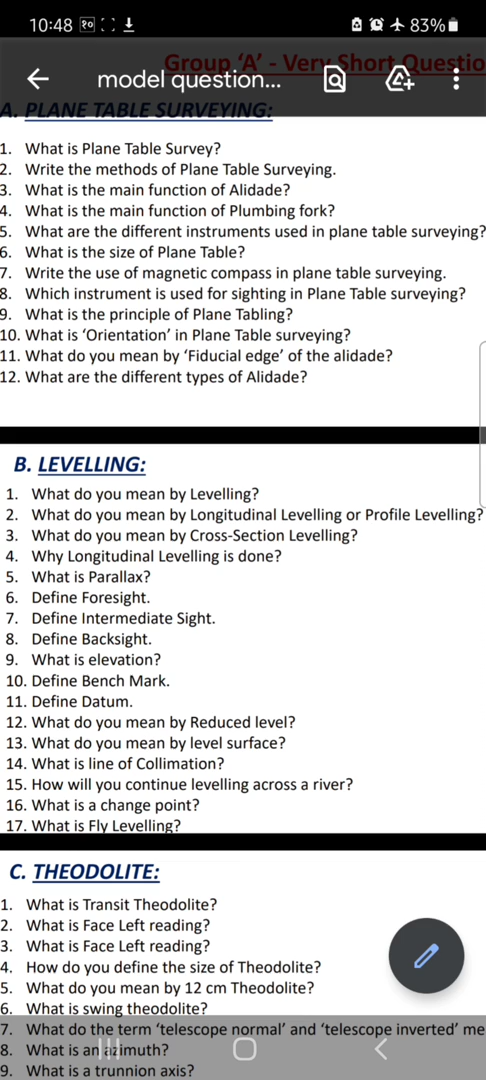 10:48
83%
Group 'A' - Very Short Questio
model question...
A. PLANE TABLE SURVEYING:
1. What is Plane Table Survey?
2. Write the methods of Plane Table Surveying.
3. What is the main function of Alidade?
4. What is the main function of Plumbing fork?
5. What are the different instruments used in plane table surveying?
6. What is the size of Plane Table?
7. Write the use of magnetic compass in plane table surveying.
8. Which instrument is used for sighting in Plane Table surveying?
9. What is the principle of Plane Tabling?
10. What is ‘Orientation’ in Plane Table surveying?
11. What do you mean by ‘Fiducial edge’ of the alidade?
12. What are the different types of Alidade?
B. LEVELLING:
1. What do you mean by Levelling?
2. What do you mean by Longitudinal Levelling or Profile Levelling?
3. What do you mean by Cross-Section Levelling?
4. Why Longitudinal Levelling is done?
5. What is Parallax?
6. Define Foresight.
7. Define Intermediate Sight.
8. Define Backsight.
9. What is elevation?
10. Define Bench Mark.
11. Define Datum.
12. What do you mean by Reduced level?
13. What do you mean by level surface?
14. What is line of Collimation?
15. How will you continue levelling across a river?
16. What is a change point?
17. What is Fly Levelling?
C. THEODOLITE:
1. What is Transit Theodolite?
2. What is Face Left reading?
3. What is Face Left reading?
4. How do you define the size of Theodolite?
5. What do you mean by 12 cm Theodolite?
6. What is swing theodolite?
7. What do the term ‘telescope normal’ and ‘telescope inverted’ me
8. What is an azimuth?
9. What is a trunnion axis?